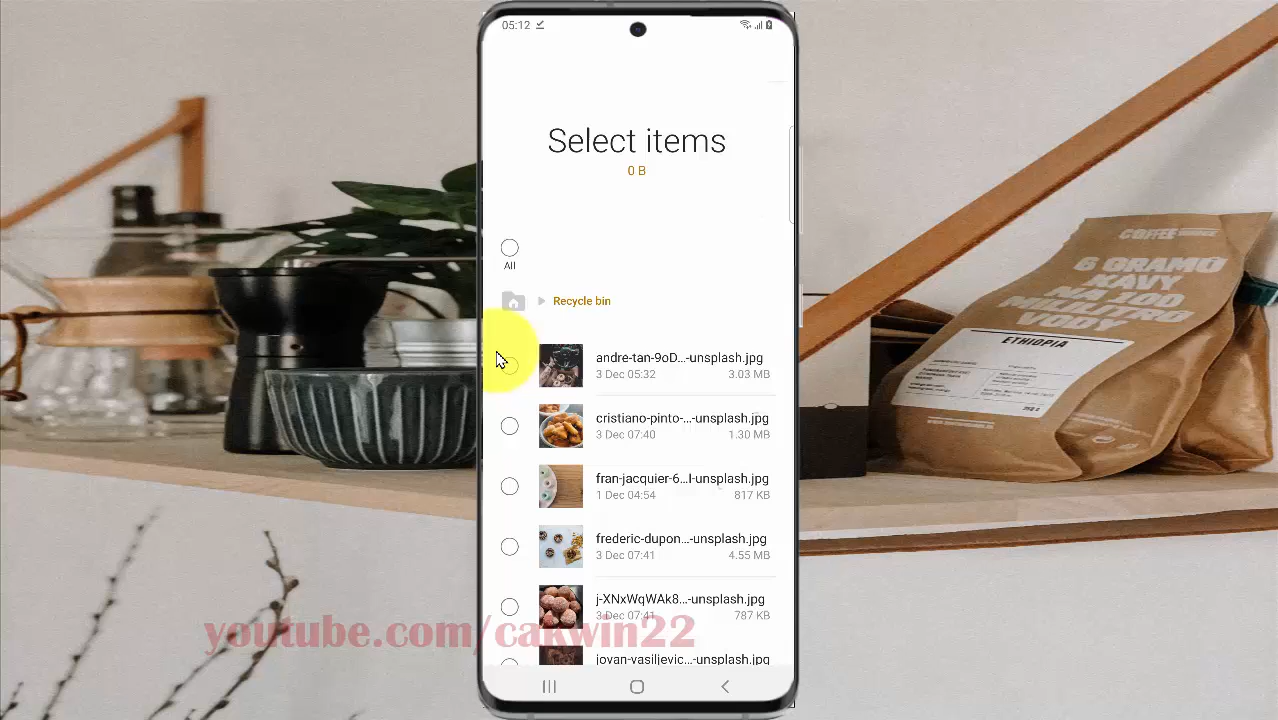 05:12
Select items
0 B
All
Recycle bin
andre-tan-9oD...-unsplash.jpg
3 Dec 05:32 3.03 MB
cristiano-pinto-...-unsplash.jpg
3 Dec 07:40 1.30 MB
fran-jacquier-6...I-unsplash.jpg
1 Dec 04:54 817 KB
frederic-dupon...-unsplash.jpg
3 Dec 07:41 4.55 MB
j-XNxWqWAk8...-unsplash.jpg
3 Dec 07:41 787 KB
jovan-vasiljevic...-unsplash.jpg
youtube.com/cakwin22
COFFEE
6 GRAMŮ
KÁVY
NA 100
MILILITRŮ
VODY
ETHIOPIA